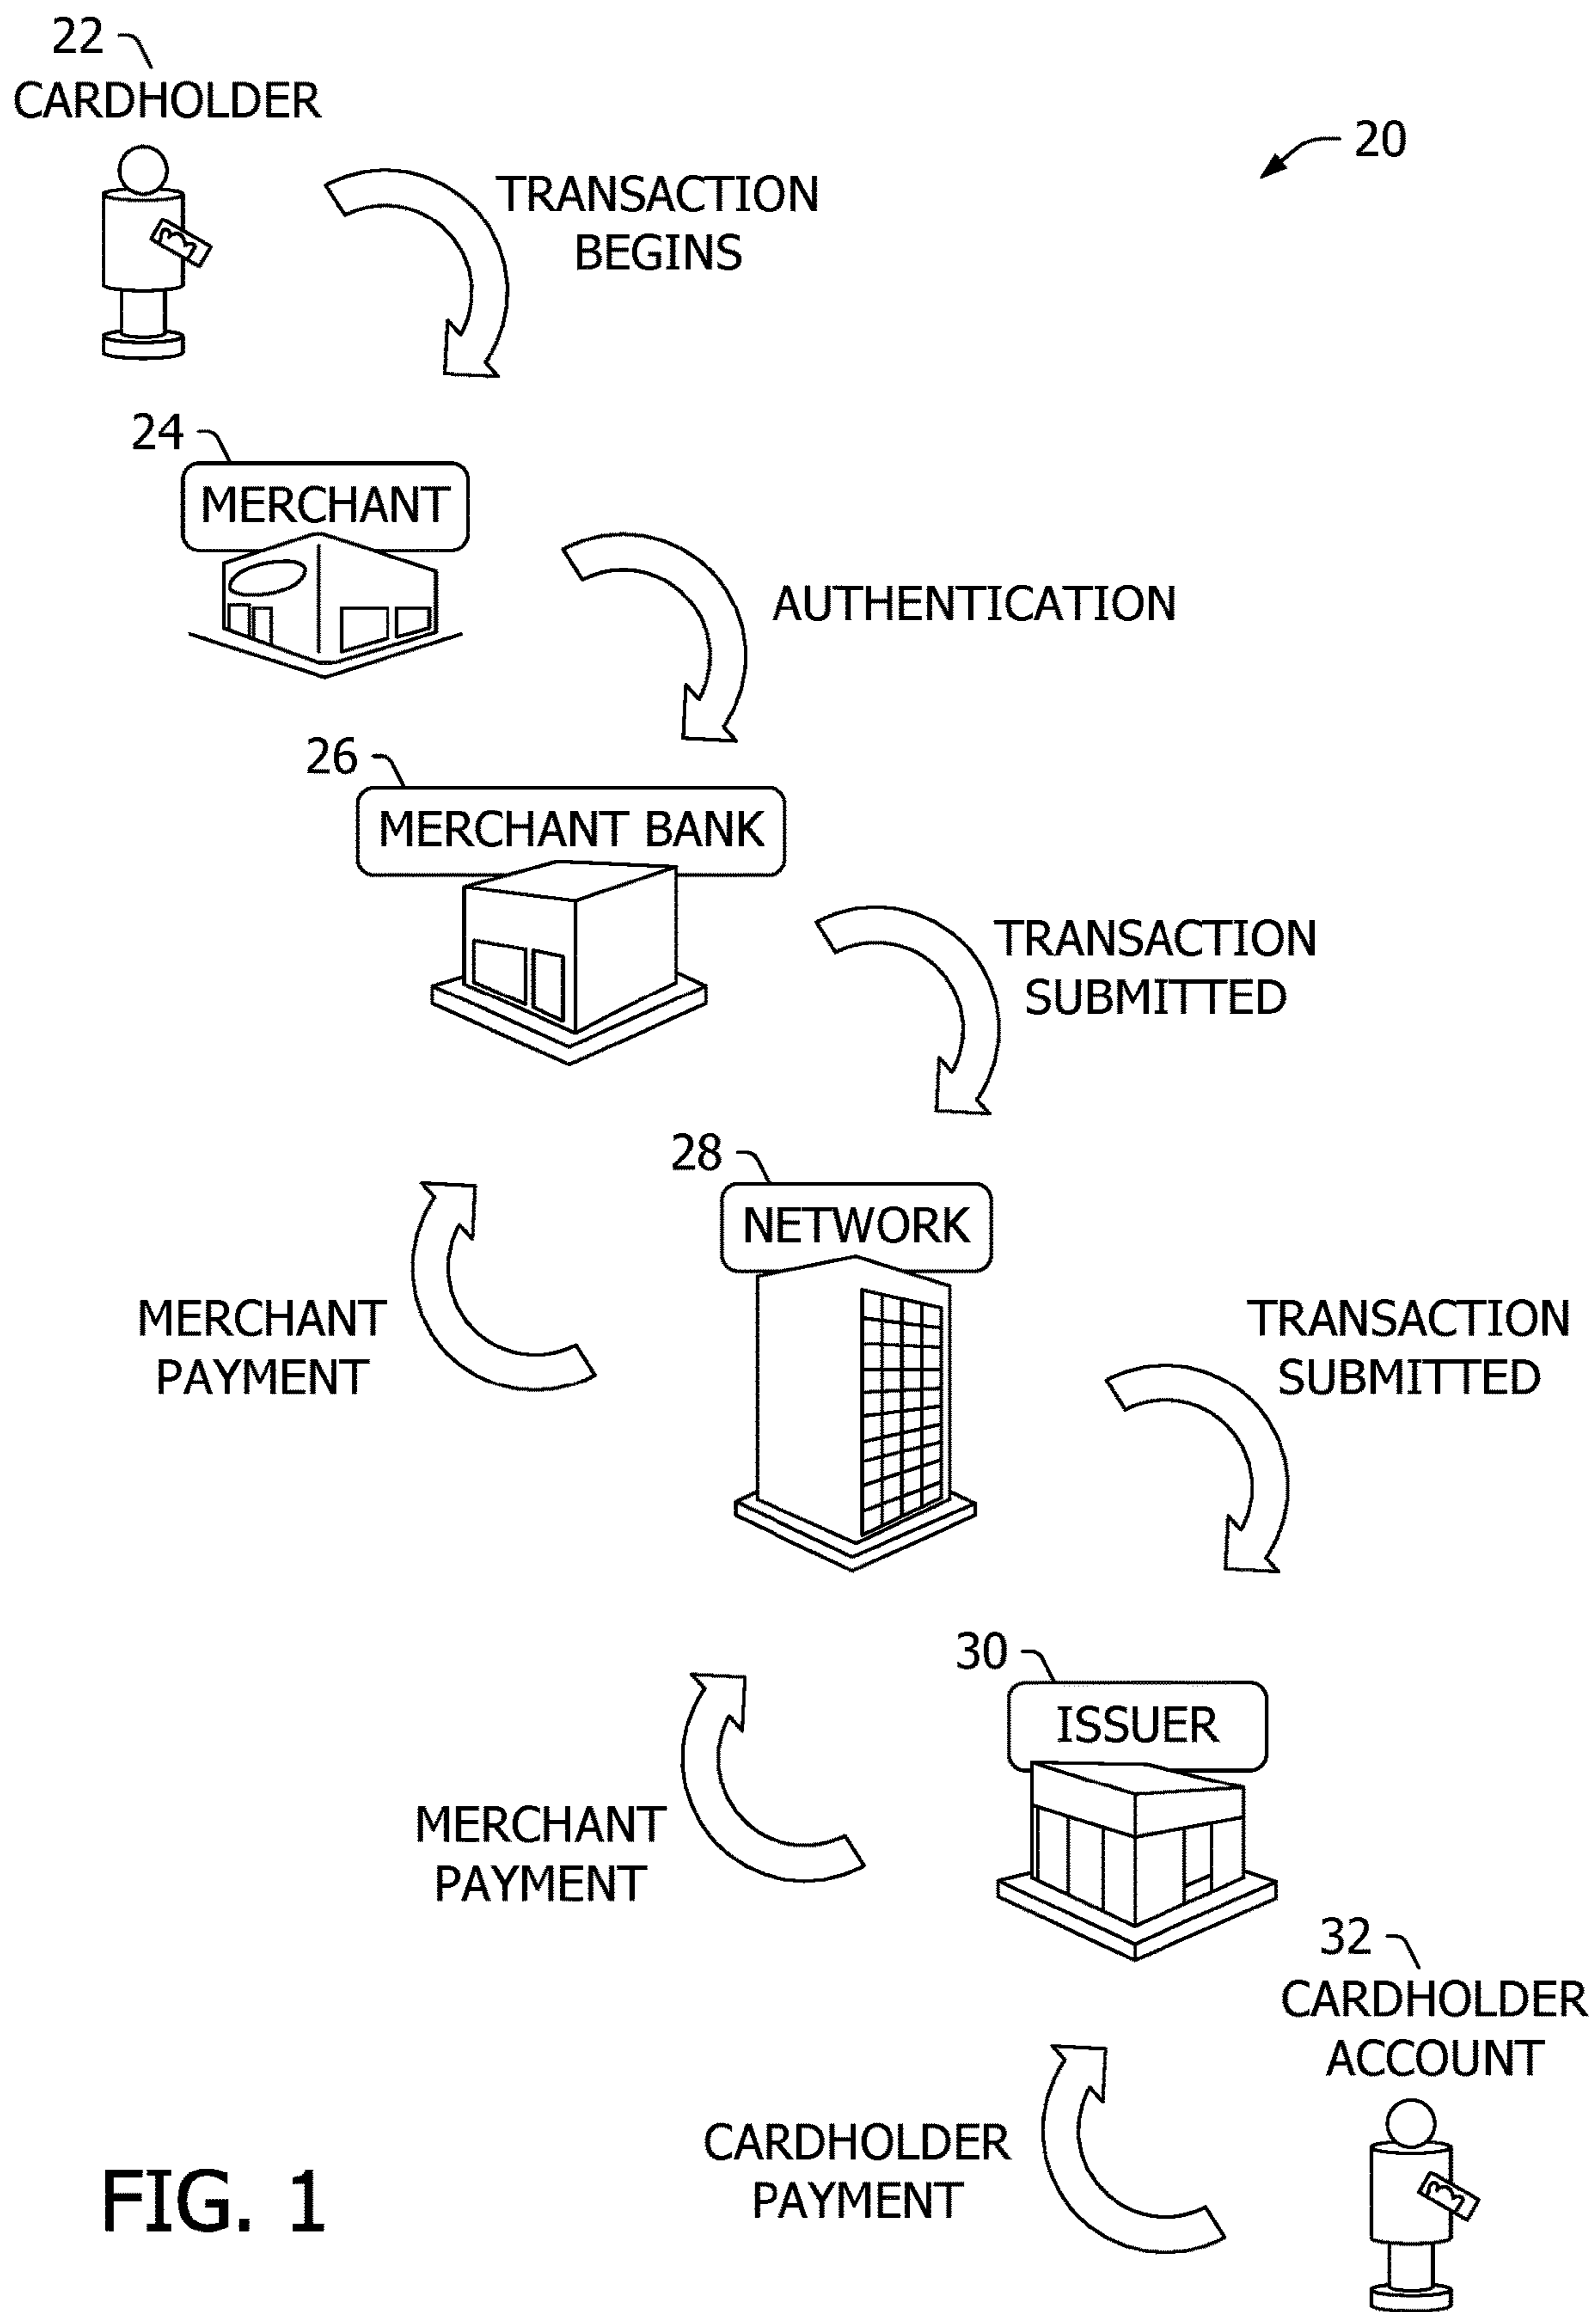 22
CARDHOLDER
20
TRANSACTION
BEGINS
24
MERCHANT
AUTHENTICATION
26
MERCHANT BANK
TRANSACTION
SUBMITTED
28
NETWORK
MERCHANT
PAYMENT
TRANSACTION
SUBMITTED
30
ISSUER
MERCHANT
PAYMENT
32
CARDHOLDER
ACCOUNT
CARDHOLDER
PAYMENT
FIG. 1